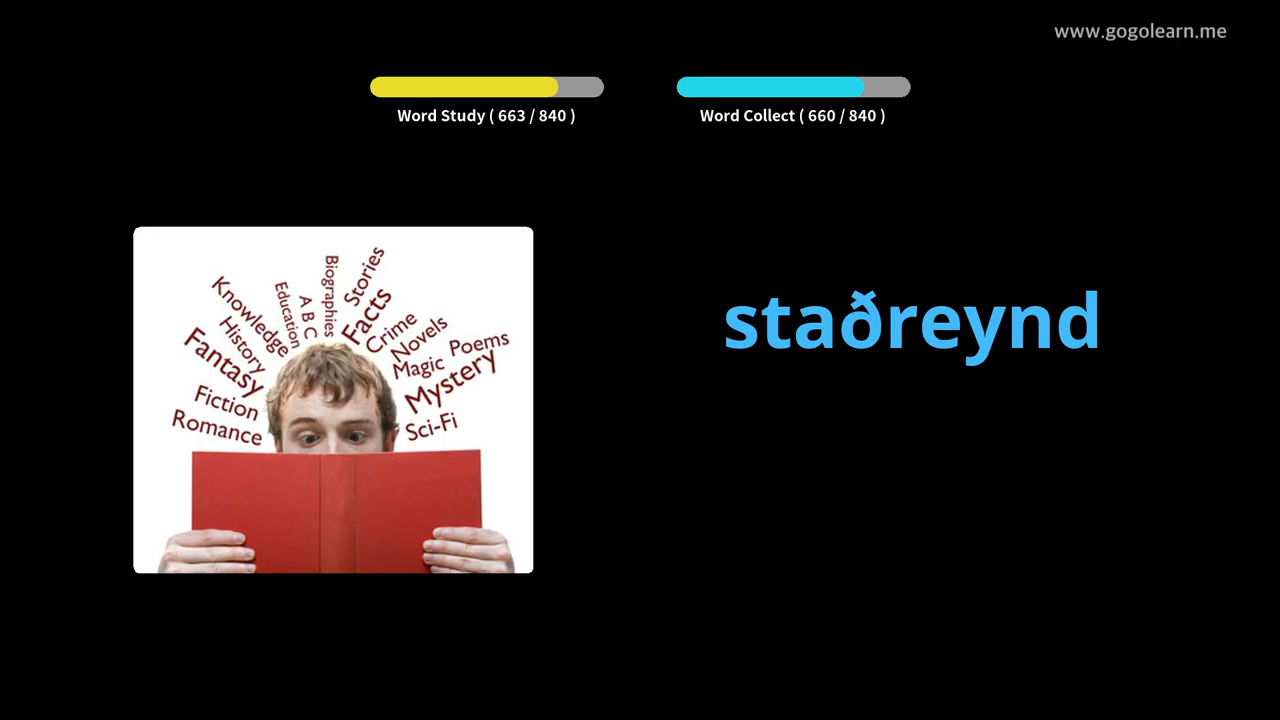 www.gogolearn.me
Word Study ( 663 / 840 )
Word Collect ( 660 / 840 )
Romance
Fiction
Fantasy
History
Knowledge
Education
A B C
Biographies
Stories
Facts
Crime
Novels
Magic
Poems
Mystery
Sci-Fi
staðreynd